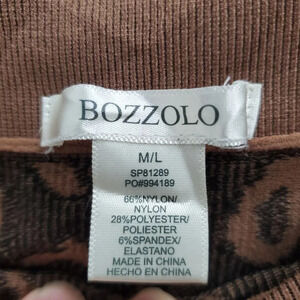 BOZZOLO
M/L
SP81289
PO#994189
66%NYLON/
NYLON
28%POLYESTER/
POLIESTER
6%SPANDEX/
ELASTANO
MADE IN CHINA
HECHO EN CHINA